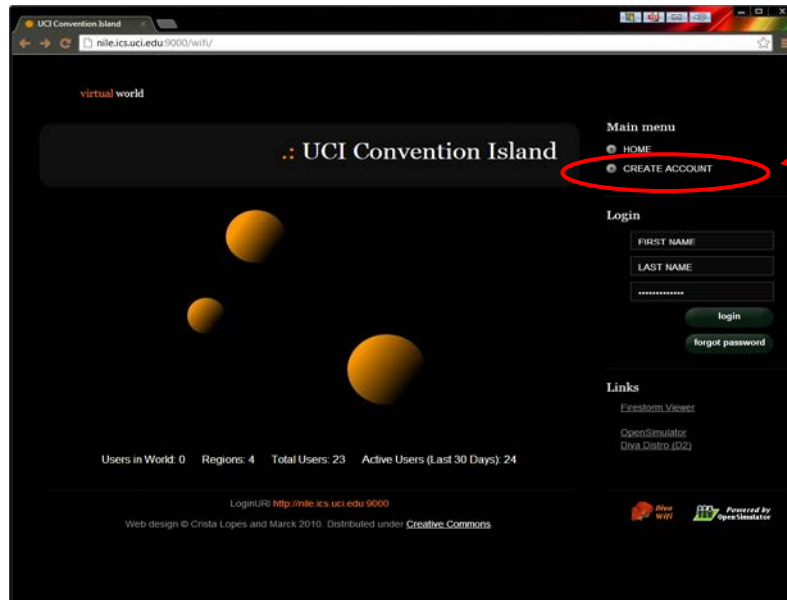 UCI Convention Island
nile.ics.uci.edu:9000/wifi/
virtual world
.: UCI Convention Island
Main menu
HOME
CREATE ACCOUNT
Login
FIRST NAME
LAST NAME
•••••••••••••
login
forgot password
Links
Firestorm Viewer
OpenSimulator
Diva Distro (D2)
Users in World: 0 Regions: 4 Total Users: 23 Active Users (Last 30 Days): 24
LoginURI http://nile.ics.uci.edu:9000
Web design © Crista Lopes and Marck 2010. Distributed under Creative Commons
Diva
Wifi
Powered by
OpenSimulator